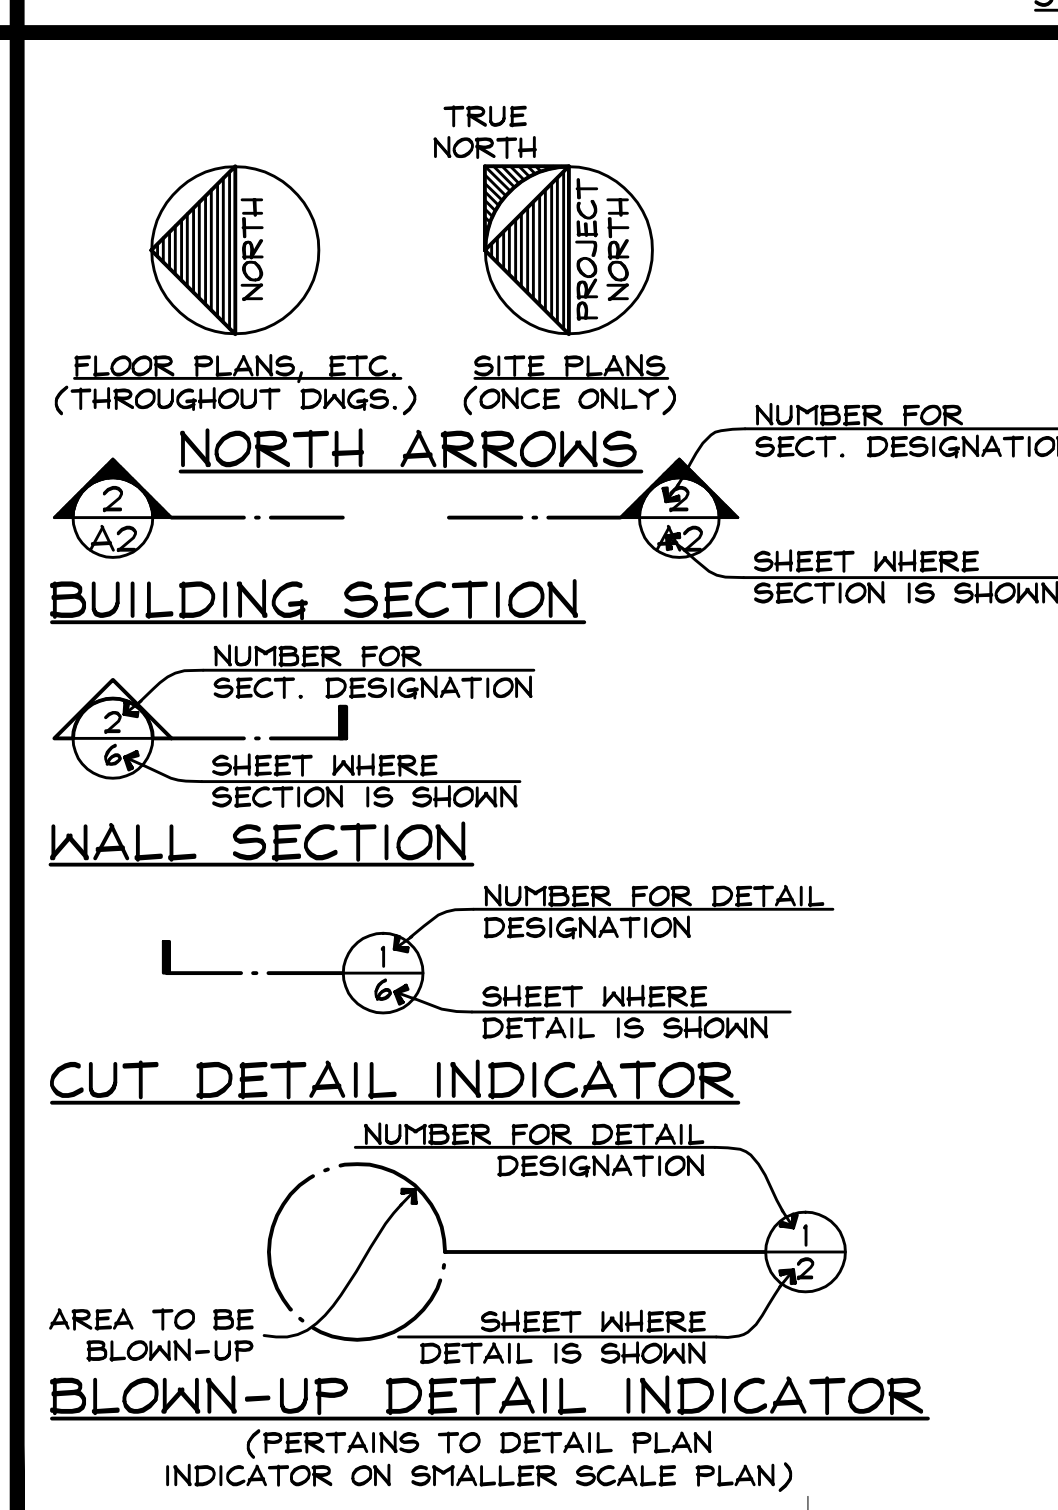 TRUE
NORTH
NORTH
PROJECT
NORTH
FLOOR PLANS, ETC.
(THROUGHOUT DWGS.)
SITE PLANS
(ONCE ONLY)
NORTH ARROWS
NUMBER FOR
SECT. DESIGNATIO
2
A2
2
A2
SHEET WHERE
SECTION IS SHOWN
BUILDING SECTION
NUMBER FOR
SECT. DESIGNATION
2
6
SHEET WHERE
SECTION IS SHOWN
WALL SECTION
NUMBER FOR DETAIL
DESIGNATION
1
6
SHEET WHERE
DETAIL IS SHOWN
CUT DETAIL INDICATOR
NUMBER FOR DETAIL
DESIGNATION
1
2
AREA TO BE
BLOWN-UP
SHEET WHERE
DETAIL IS SHOWN
BLOWN-UP DETAIL INDICATOR
(PERTAINS TO DETAIL PLAN
INDICATOR ON SMALLER SCALE PLAN)